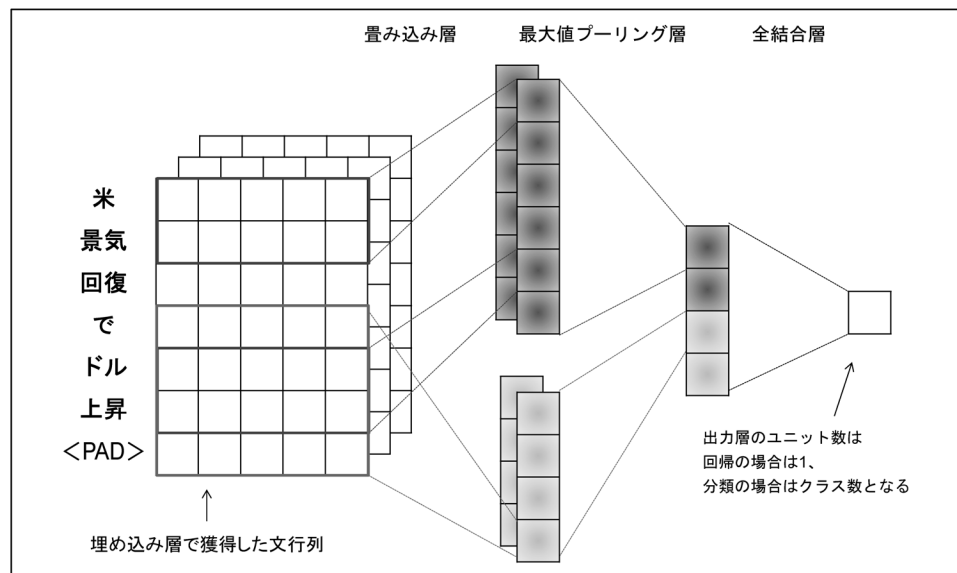 畳み込み層
最大値プーリング層
全結合層
米
景気
回復
で
ドル
上昇
＜PAD＞
埋め込み層で獲得した文行列
出力層のユニット数は
回帰の場合は1、
分類の場合はクラス数となる